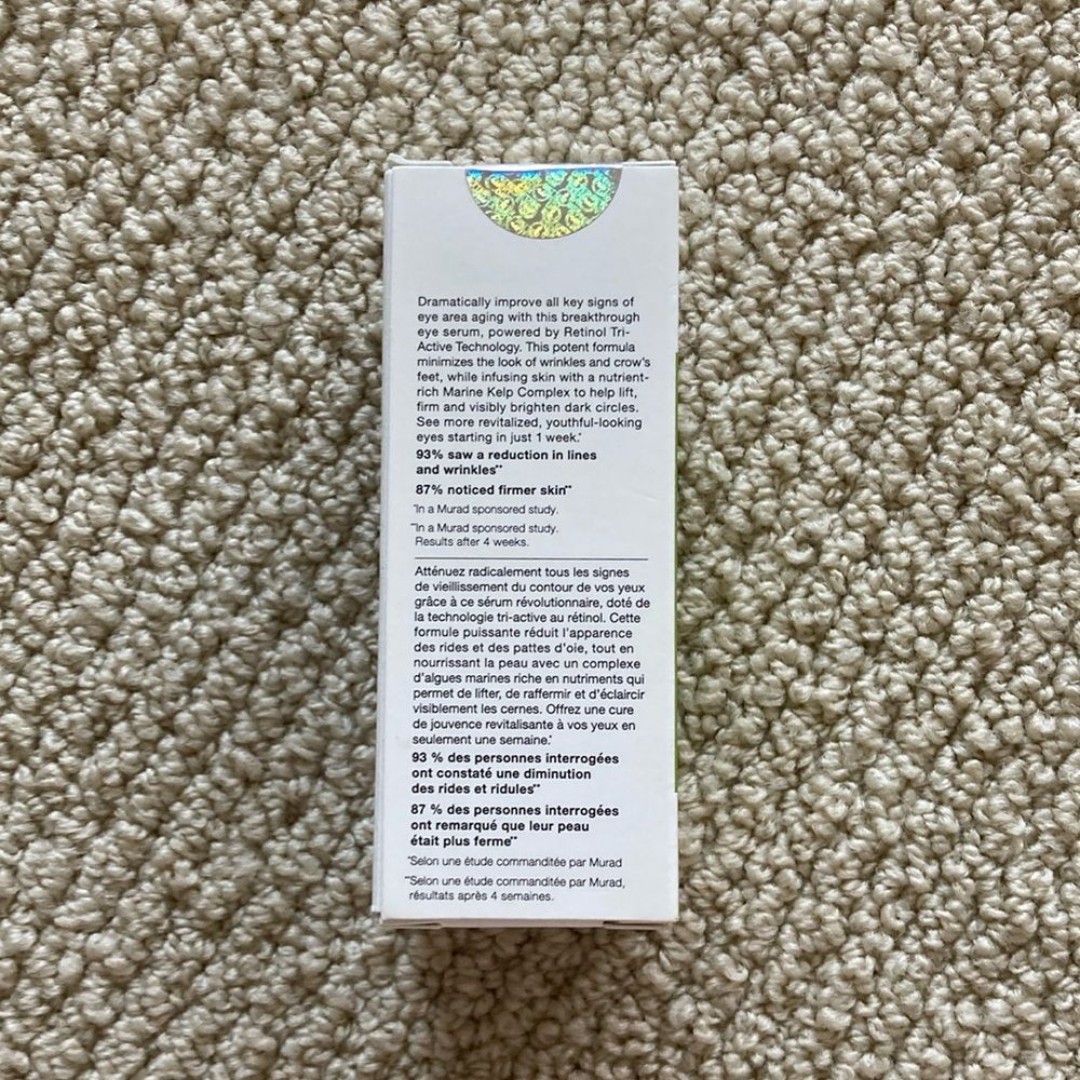 Dramatically improve all key signs of
eye area aging with this breakthrough
eye serum, powered by Retinol Tri-
Active Technology. This potent formula
minimizes the look of wrinkles and crow's
feet, while infusing skin with a nutrient-
rich Marine Kelp Complex to help lift,
firm and visibly brighten dark circles.
See more revitalized, youthful-looking
eyes starting in just 1 week.*
93% saw a reduction in lines
and wrinkles**
87% noticed firmer skin**
*In a Murad sponsored study.
**In a Murad sponsored study.
Results after 4 weeks.
Atténuez radicalement tous les signes
de vieillissement du contour de vos yeux
grâce à ce sérum révolutionnaire, doté de
la technologie tri-active au rétinol. Cette
formule puissante réduit l'apparence
des rides et des pattes d'oie, tout en
nourrissant la peau avec un complexe
d'algues marines riche en nutriments qui
permet de lifter, de raffermir et d'éclaircir
visiblement les cernes. Offrez une cure
de jouvence revitalisante à vos yeux en
seulement une semaine.*
93 % des personnes interrogées
ont constaté une diminution
des rides et ridules**
87 % des personnes interrogées
ont remarqué que leur peau
était plus ferme**
*Selon une étude commanditée par Murad
**Selon une étude commanditée par Murad,
résultats après 4 semaines.